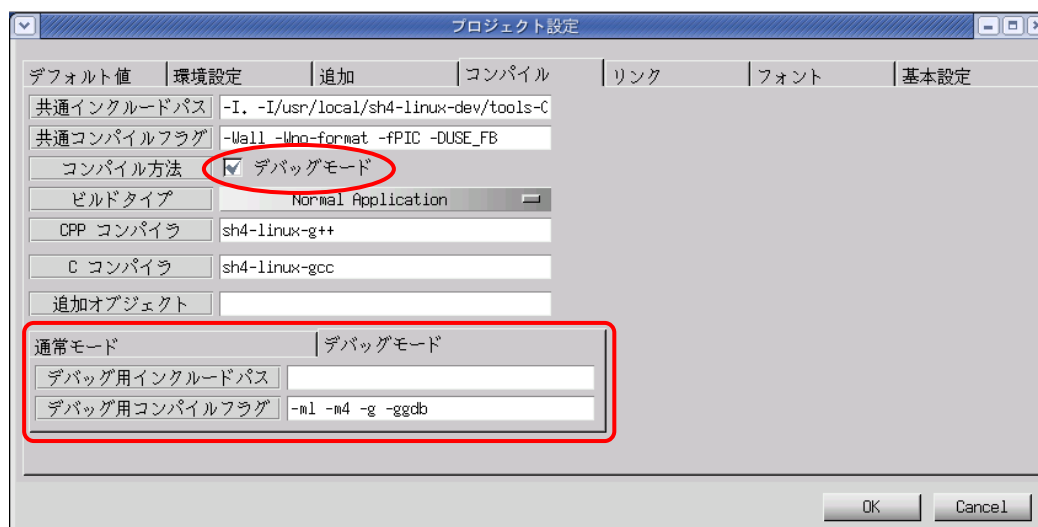 プロジェクト設定
デフォルト値 環境設定 追加 コンパイル リンク フォント 基本設定
共通インクルードパス -I. -I/usr/local/sh4-linux-dev/tools-C
共通コンパイルフラグ -Wall -Wno-format -fPIC -DUSE_FB
コンパイル方法 デバッグモード
ビルドタイプ Normal Application
CPP コンパイラ sh4-linux-g++
C コンパイラ sh4-linux-gcc
追加オブジェクト
通常モード デバッグモード
デバッグ用インクルードパス
デバッグ用コンパイルフラグ -ml -m4 -g -ggdb
OK Cancel